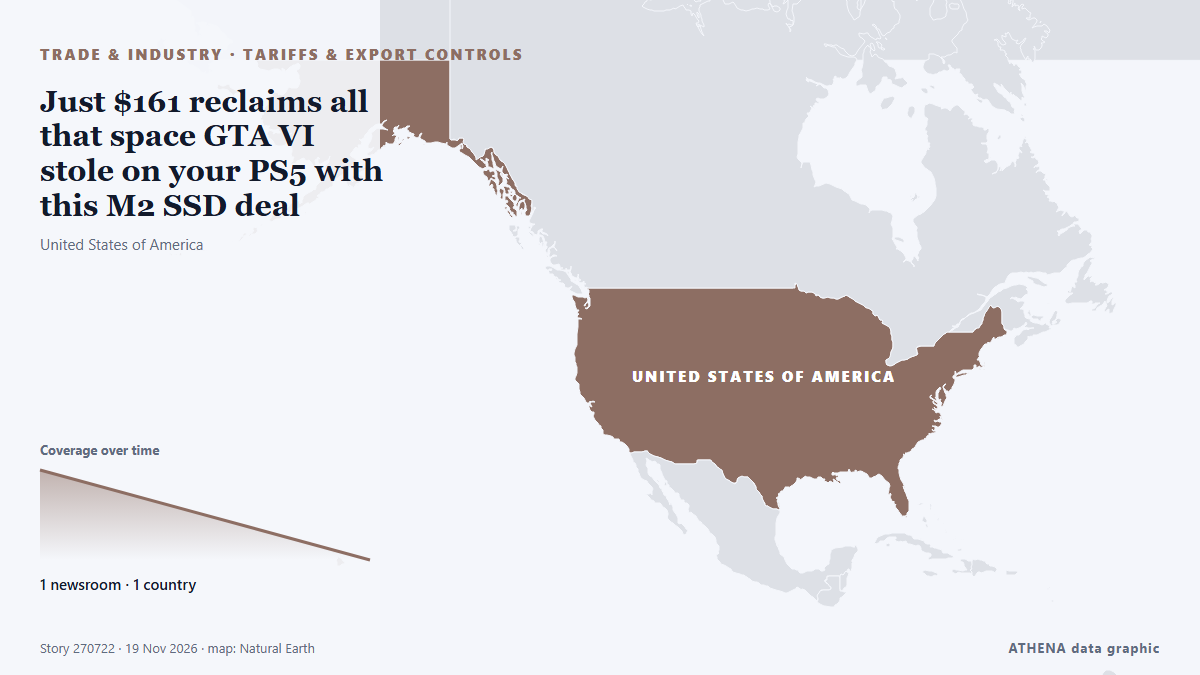 TRADE & INDUSTRY · TARIFFS & EXPORT CONTROLS
Just $161 reclaims all
that space GTA VI
stole on your PS5 with
this M2 SSD deal
United States of America
UNITED STATES OF AMERICA
Coverage over time
1 newsroom · 1 country
Story 270722 · 19 Nov 2026 · map: Natural Earth
ATHENA data graphic